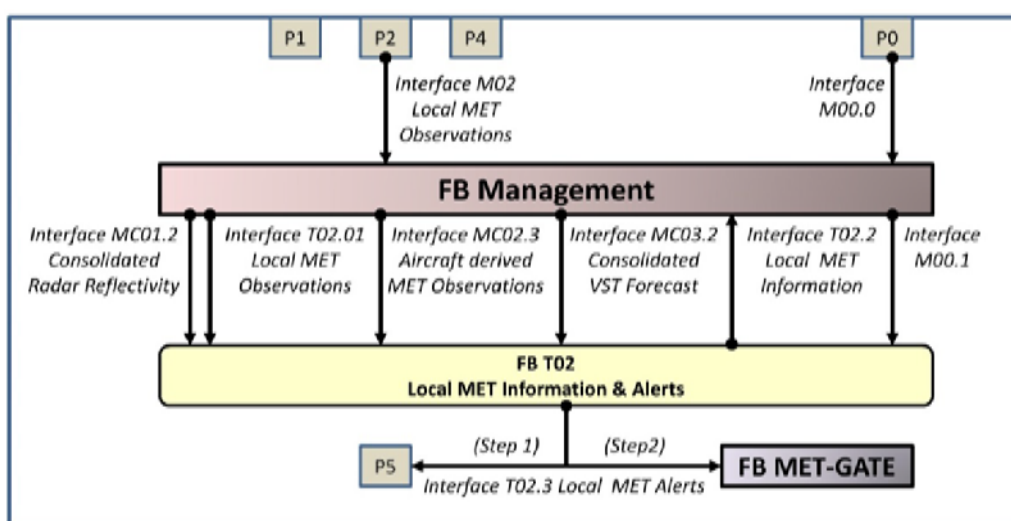 P1
P2
P4
P0
Interface M02
Local MET
Observations
Interface
M00.0
FB Management
Interface MC01.2
Consolidated
Radar Reflectivity
Interface T02.01
Local MET
Observations
Interface MC02.3
Aircraft derived
MET Observations
Interface MC03.2
Consolidated
VST Forecast
Interface T02.2
Local MET
Information
Interface
M00.1
FB T02
Local MET Information & Alerts
(Step 1)
(Step2)
P5
FB MET-GATE
Interface T02.3 Local MET Alerts